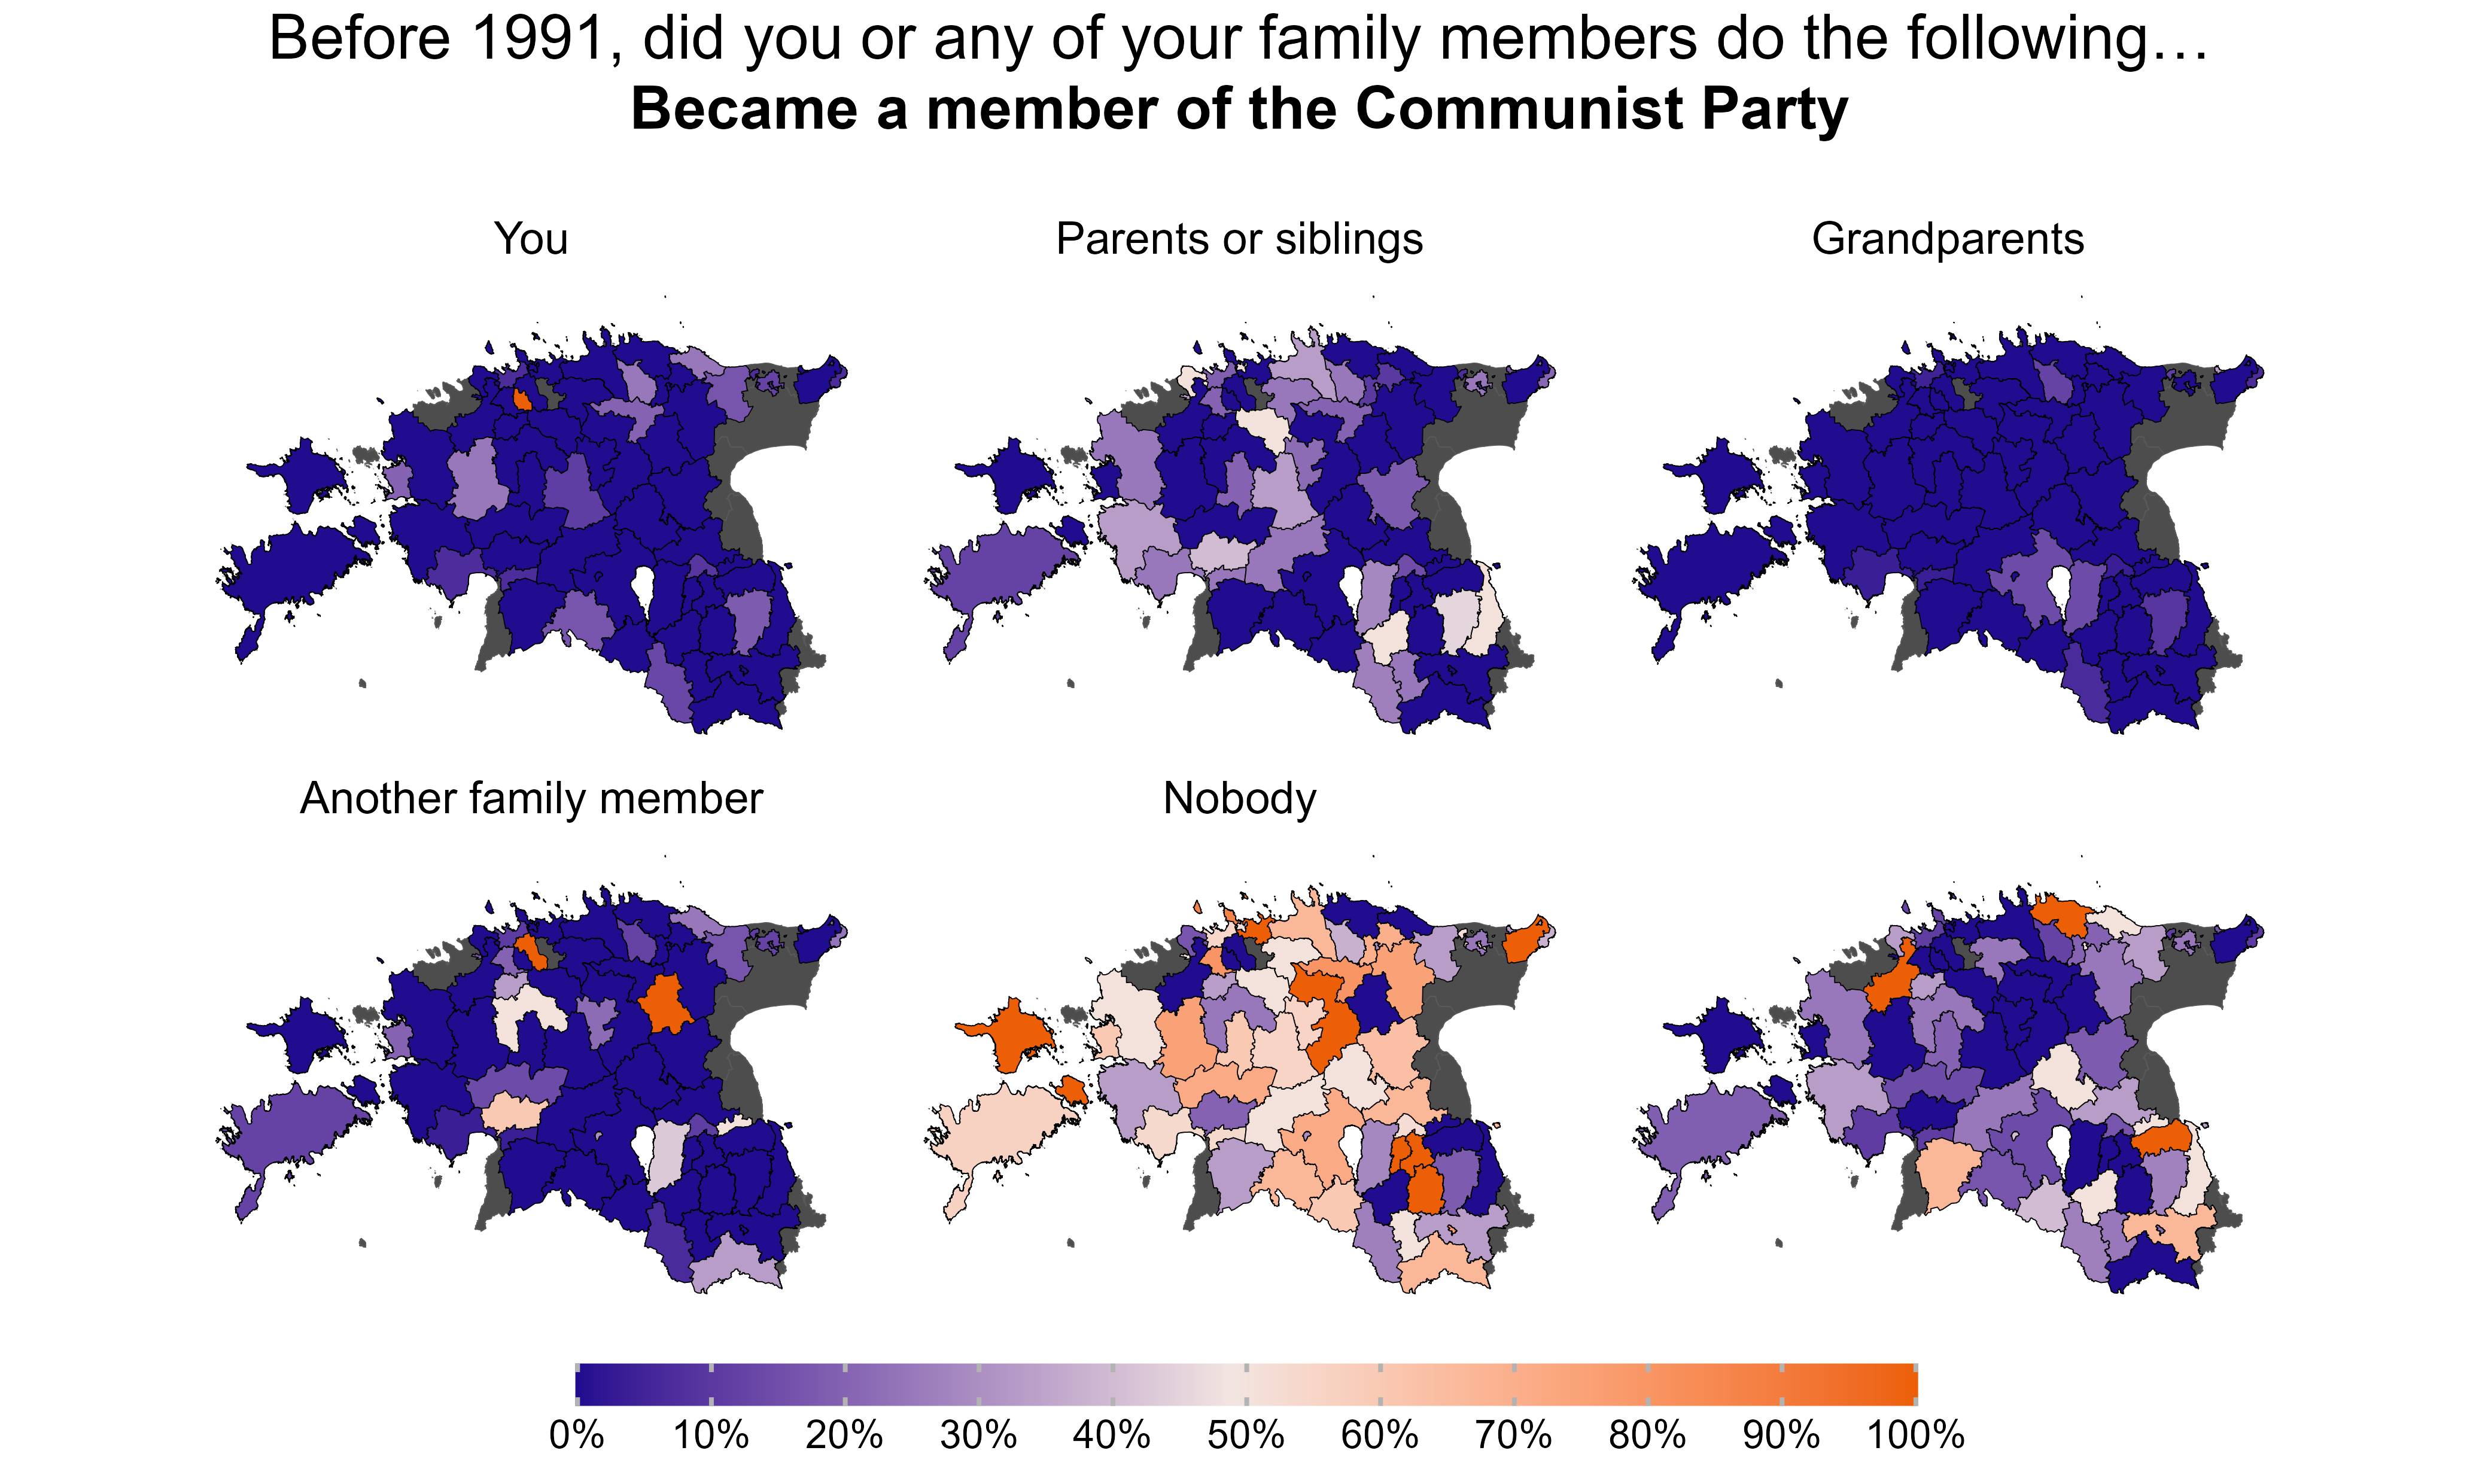 Before 1991, did you or any of your family members do the following…
Became a member of the Communist Party
You
Parents or siblings
Grandparents
Another family member
Nobody
0%
10%
20%
30%
40%
50%
60%
70%
80%
90%
100%